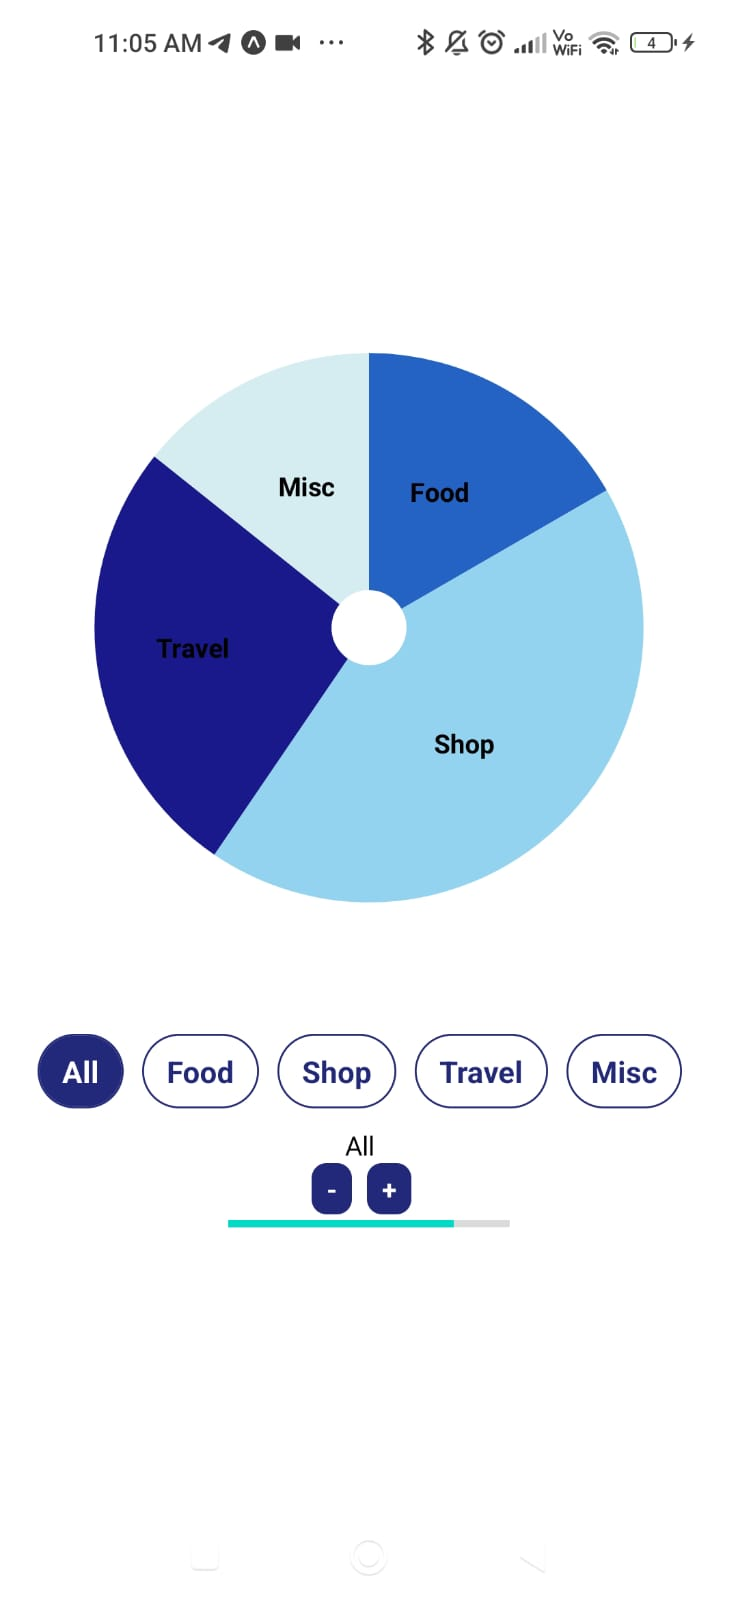 11:05 AM ... Vo WiFi 4
Misc
Food
Travel
Shop
All Food Shop Travel Misc
All
- +